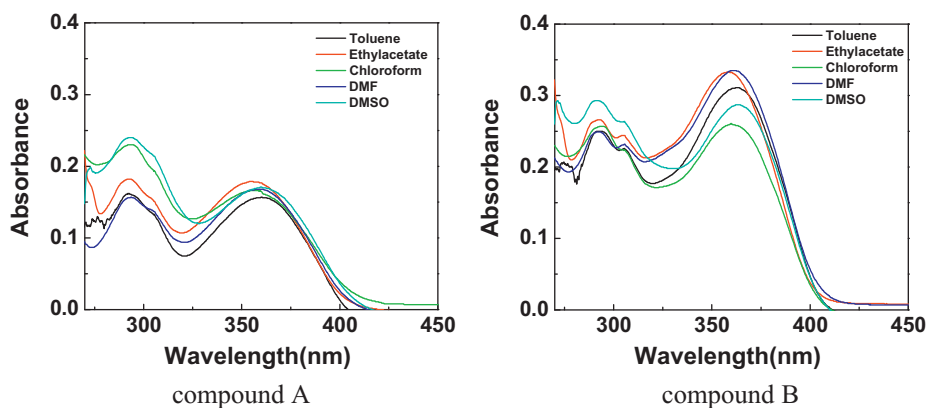 0.4
0.3
0.2
0.1
0.0
Absorbance
300
350
400
450
Wavelength(nm)
Toluene
Ethylacetate
Chloroform
DMF
DMSO
compound A
0.4
0.3
0.2
0.1
0.0
Absorbance
300
350
400
450
Wavelength(nm)
Toluene
Ethylacetate
Chloroform
DMF
DMSO
compound B